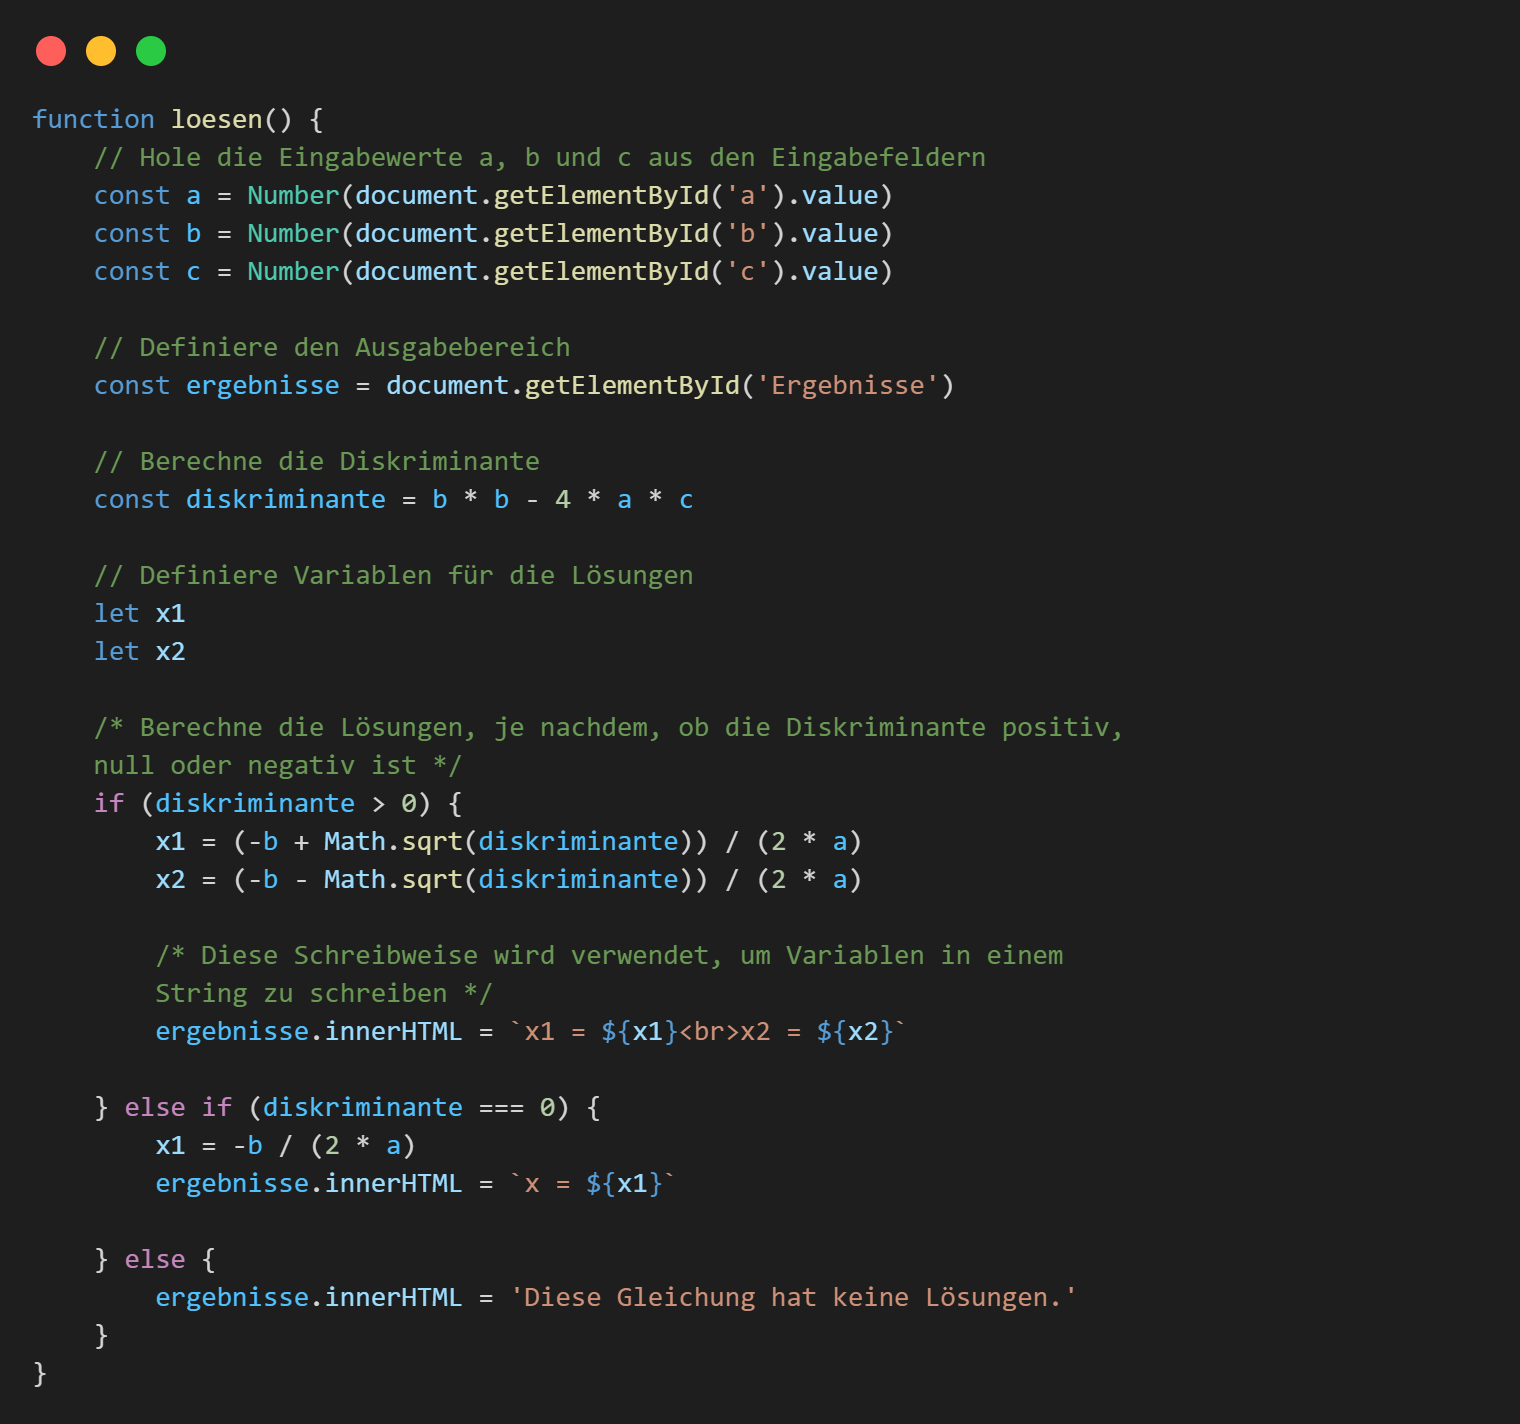 function loesen() {
    // Hole die Eingabewerte a, b und c aus den Eingabefeldern
    const a = Number(document.getElementById('a').value)
    const b = Number(document.getElementById('b').value)
    const c = Number(document.getElementById('c').value)

    // Definiere den Ausgabebereich
    const ergebnisse = document.getElementById('Ergebnisse')

    // Berechne die Diskriminante
    const diskriminante = b * b - 4 * a * c

    // Definiere Variablen für die Lösungen
    let x1
    let x2

    /* Berechne die Lösungen, je nachdem, ob die Diskriminante positiv,
    null oder negativ ist */
    if (diskriminante > 0) {
        x1 = (-b + Math.sqrt(diskriminante)) / (2 * a)
        x2 = (-b - Math.sqrt(diskriminante)) / (2 * a)

        /* Diese Schreibweise wird verwendet, um Variablen in einem
        String zu schreiben */
        ergebnisse.innerHTML = `x1 = ${x1}<br>x2 = ${x2}`

    } else if (diskriminante === 0) {
        x1 = -b / (2 * a)
        ergebnisse.innerHTML = `x = ${x1}`

    } else {
        ergebnisse.innerHTML = 'Diese Gleichung hat keine Lösungen.'
    }
}